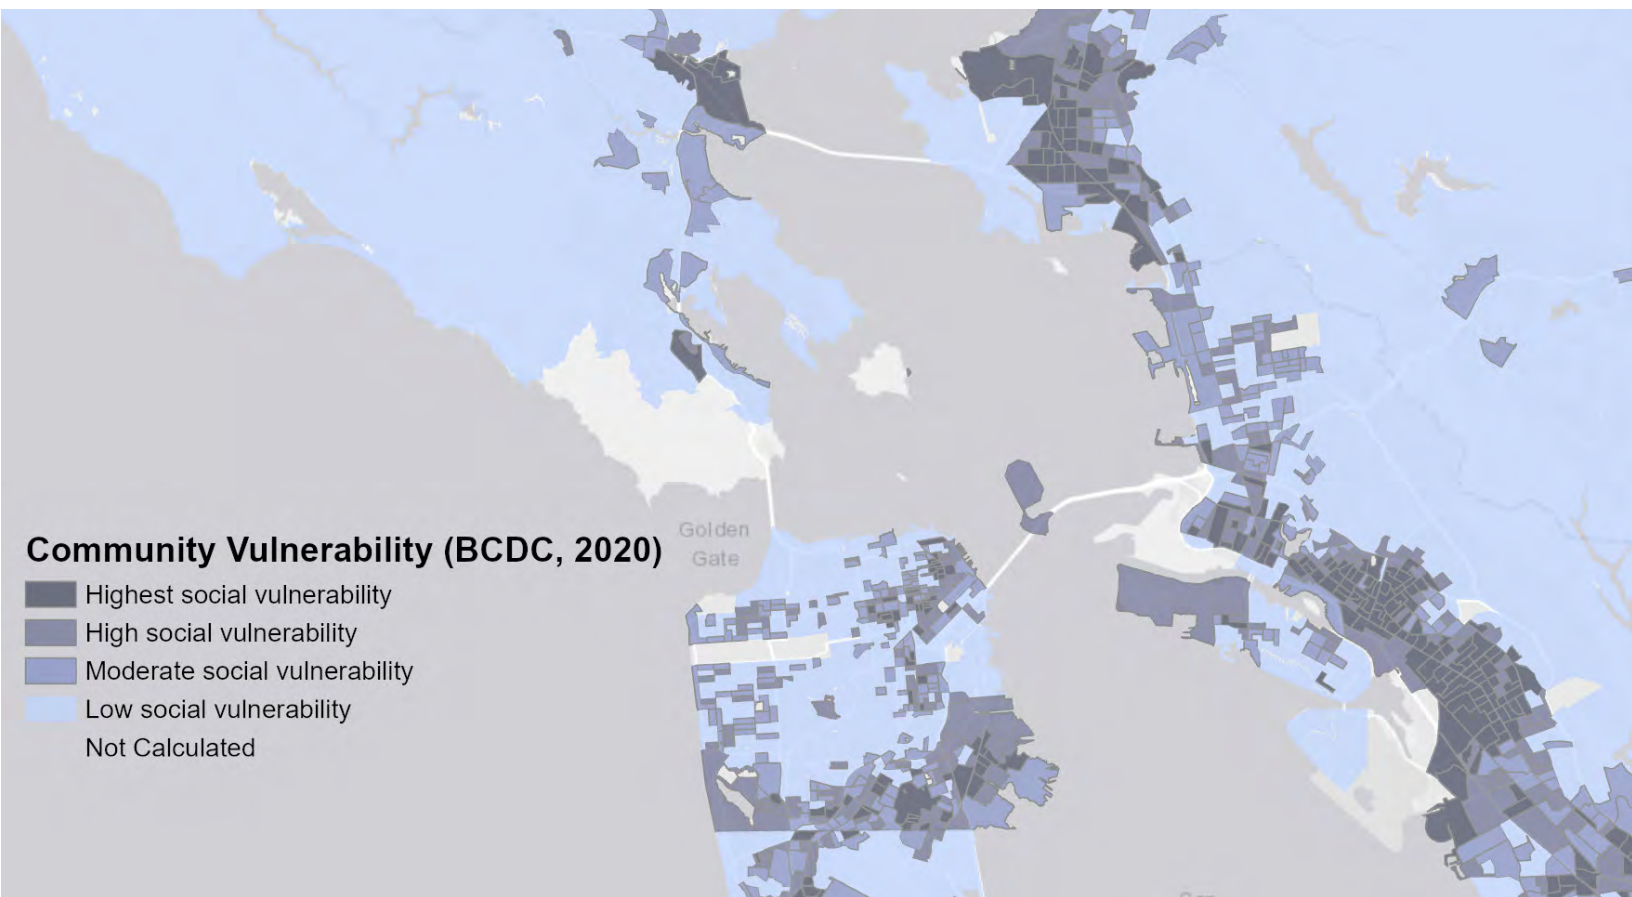 Golden
Gate
Community Vulnerability (BCDC, 2020)
Highest social vulnerability
High social vulnerability
Moderate social vulnerability
Low social vulnerability
Not Calculated